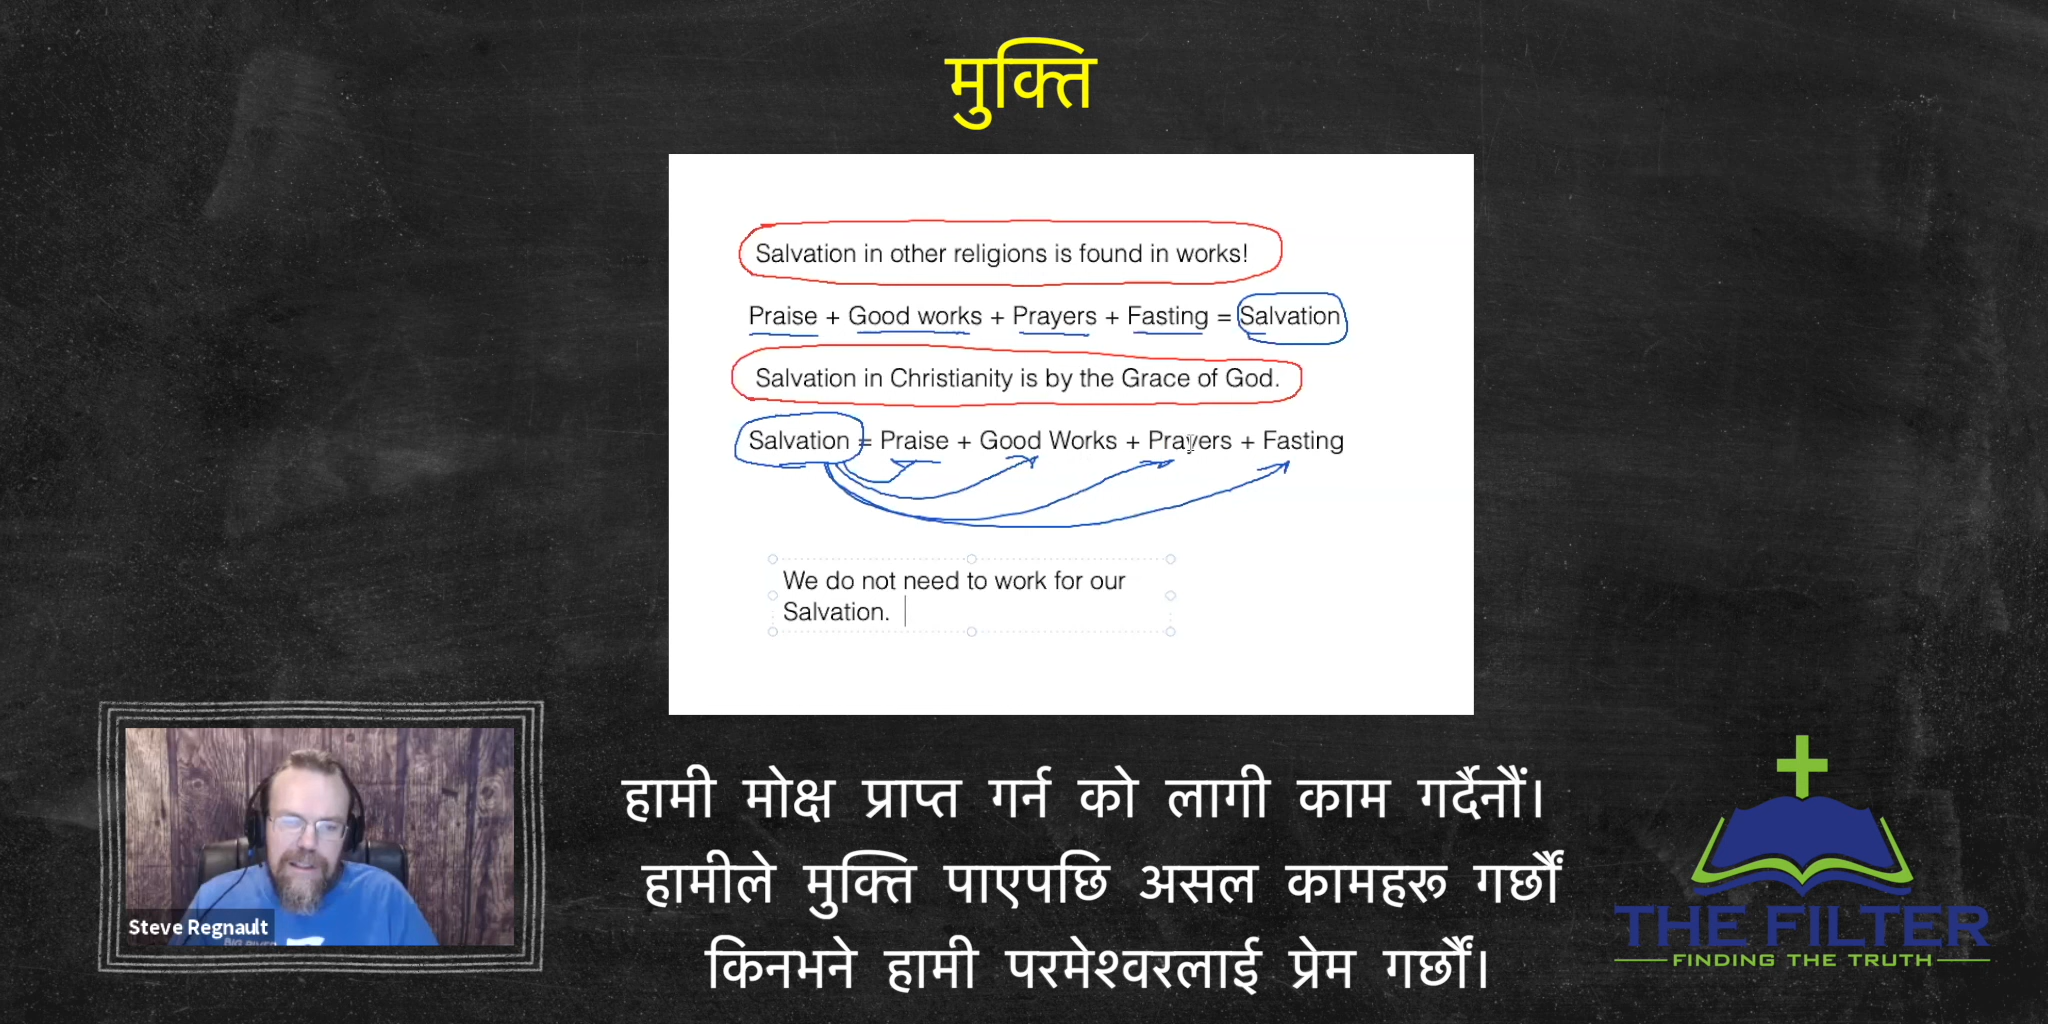 मुक्ति
Salvation in other religions is found in works!
Praise + Good works + Prayers + Fasting = Salvation
Salvation in Christianity is by the Grace of God.
Salvation = Praise + Good Works + Prayers + Fasting
We do not need to work for our
Salvation.
Steve Regnault
BIG RIVER
हामी मोक्ष प्राप्त गर्न को लागी काम गर्दैनौं।
हामीले मुक्ति पाएपछि असल कामहरू गर्छौं
किनभने हामी परमेश्वरलाई प्रेम गर्छौं।
THE FILTER
FINDING THE TRUTH